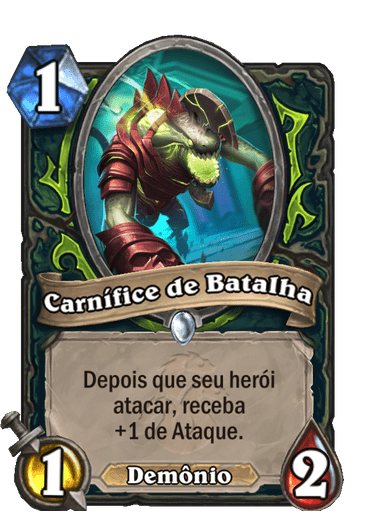 1
Carnífice de Batalha
Depois que seu herói
atacar, receba
+1 de Ataque.
1
Demônio
2